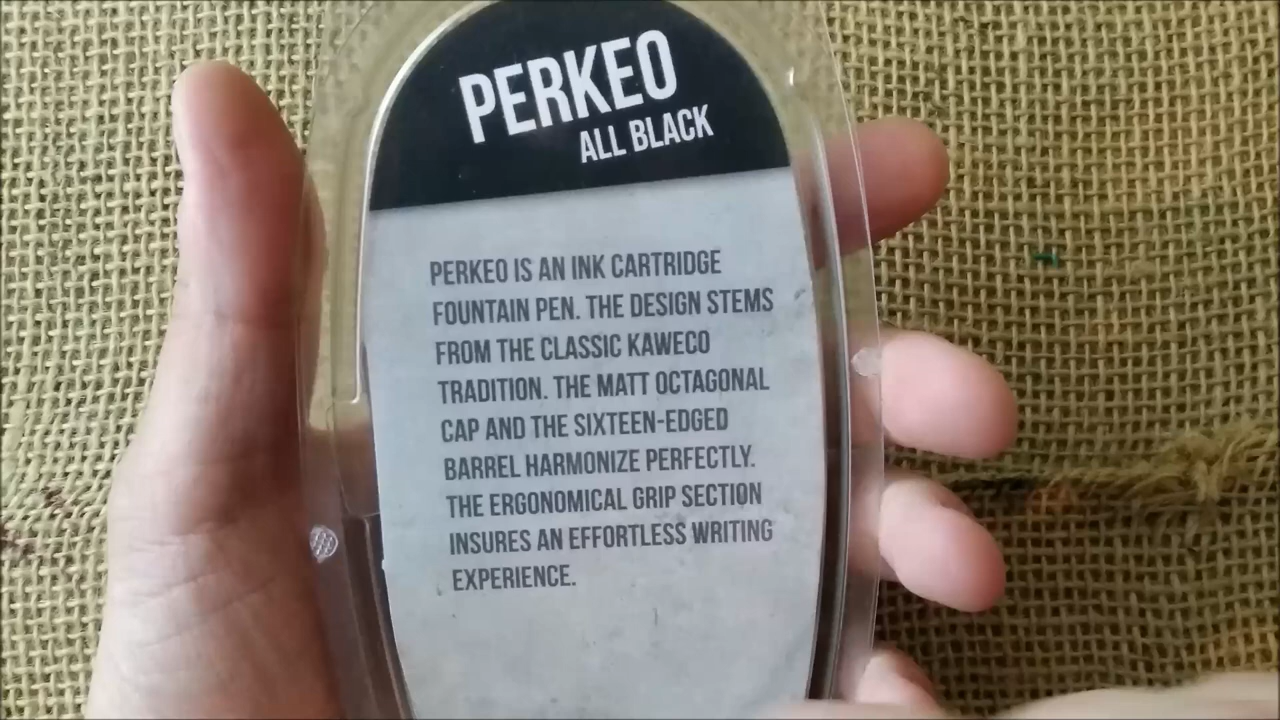 PERKEO
ALL BLACK
PERKEO IS AN INK CARTRIDGE
FOUNTAIN PEN. THE DESIGN STEMS
FROM THE CLASSIC KAWECO
TRADITION. THE MATT OCTAGONAL
CAP AND THE SIXTEEN-EDGED
BARREL HARMONIZE PERFECTLY.
THE ERGONOMICAL GRIP SECTION
INSURES AN EFFORTLESS WRITING
EXPERIENCE.